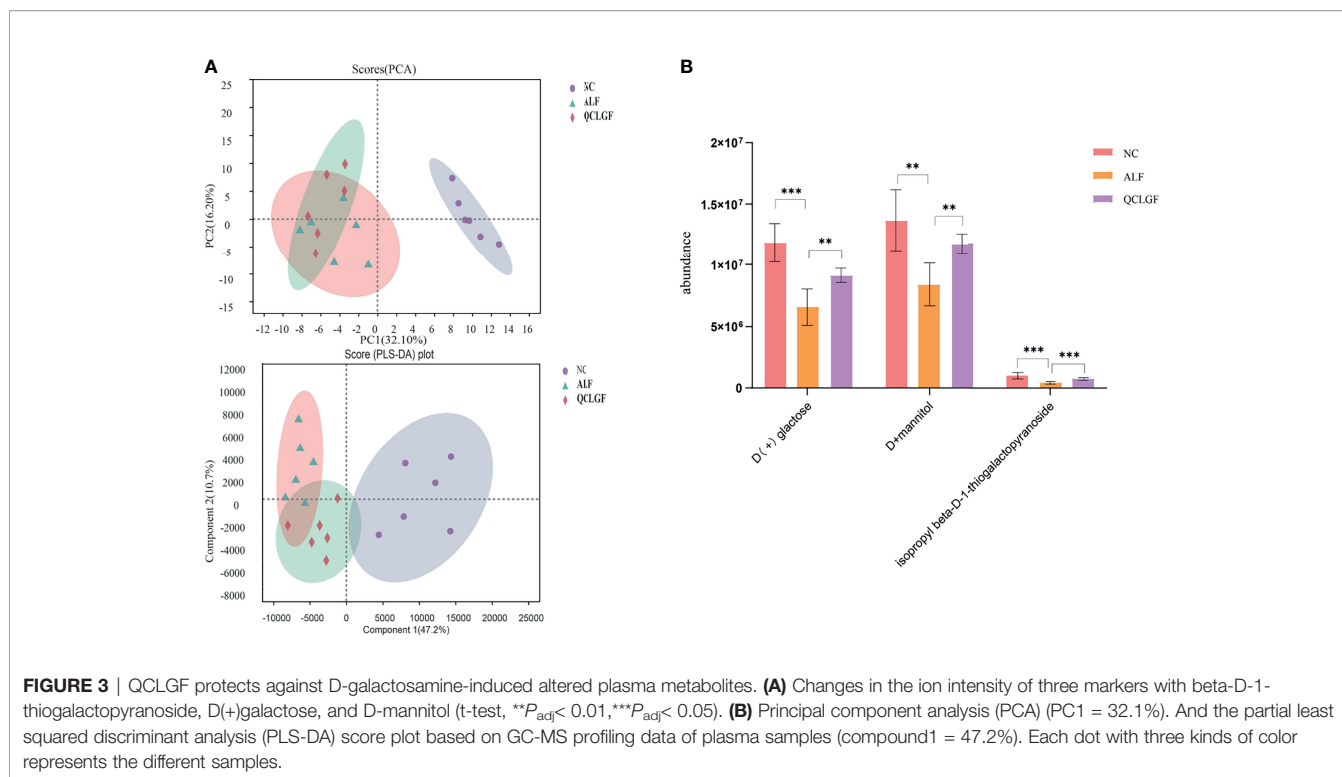 A
Scores(PCA)
NC
ALF
QCLGF
25
20
15
10
5
0
-5
-10
-15
PC2(16.20%)
-12 -10 -8 -6 -4 -2 0 2 4 6 8 10 12 14 16
PC1(32.10%)
Score (PLS-DA) plot
NC
ALF
QCLGF
12000
10000
8000
6000
4000
2000
0
-2000
-4000
-6000
-8000
Component 2(10.7%)
-10000 -5000 0 5000 10000 15000 20000 25000
Component 1(47.2%)
B
NC
ALF
QCLGF
2×10⁷
1.5×10⁷
1×10⁷
5×10⁶
0
abundance
*** ** ** ** *** ***
D(+) glactose
D+mannitol
isopropyl beta-D-1-thiogalactopyranoside
FIGURE 3 | QCLGF protects against D-galactosamine-induced altered plasma metabolites. (A) Changes in the ion intensity of three markers with beta-D-1-
thiogalactopyranoside, D(+)galactose, and D-mannitol (t-test, **Padj< 0.01,***Padj< 0.05). (B) Principal component analysis (PCA) (PC1 = 32.1%). And the partial least
squared discriminant analysis (PLS-DA) score plot based on GC-MS profiling data of plasma samples (compound1 = 47.2%). Each dot with three kinds of color
represents the different samples.